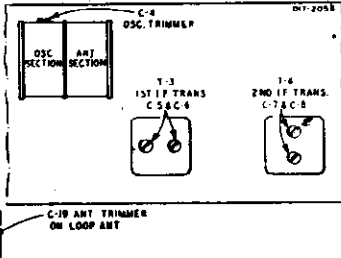 C-4
OSC. TRIMMER
OSC
SECTION
ANT
SECTION
T-3
1ST I F TRANS
C 5 & C-6
T-4
2ND I F TRANS.
C-7 & C-8
C-19 ANT TRIMMER
ON LOOP ANT